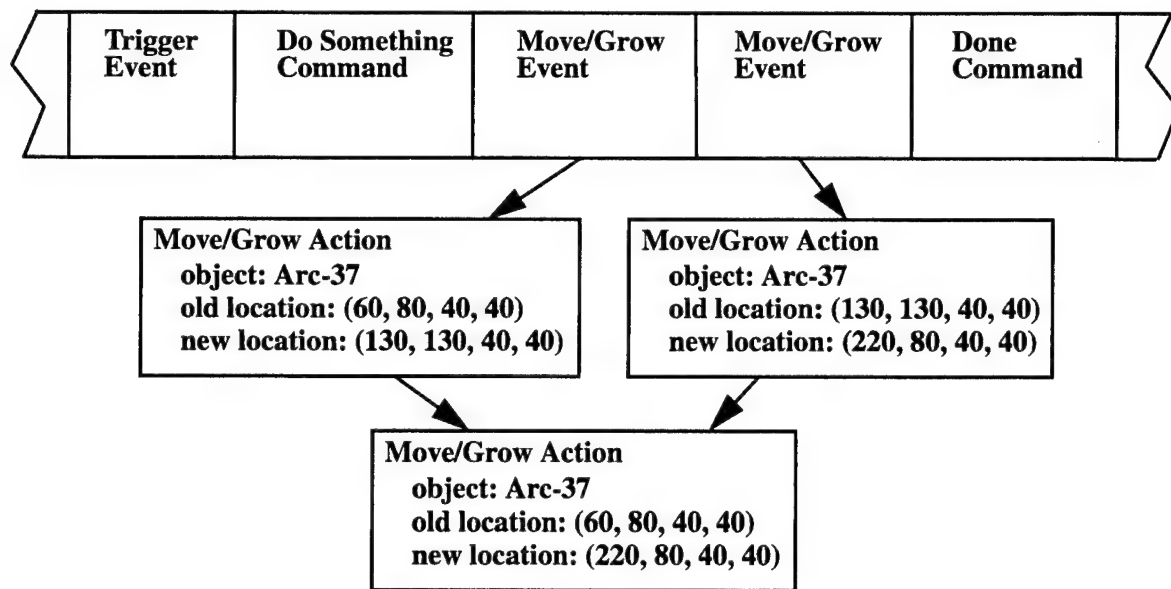 Trigger
Event
Do Something
Command
Move/Grow
Event
Move/Grow
Event
Done
Command
Move/Grow Action
object: Arc-37
old location: (60, 80, 40, 40)
new location: (130, 130, 40, 40)
Move/Grow Action
object: Arc-37
old location: (130, 130, 40, 40)
new location: (220, 80, 40, 40)
Move/Grow Action
object: Arc-37
old location: (60, 80, 40, 40)
new location: (220, 80, 40, 40)